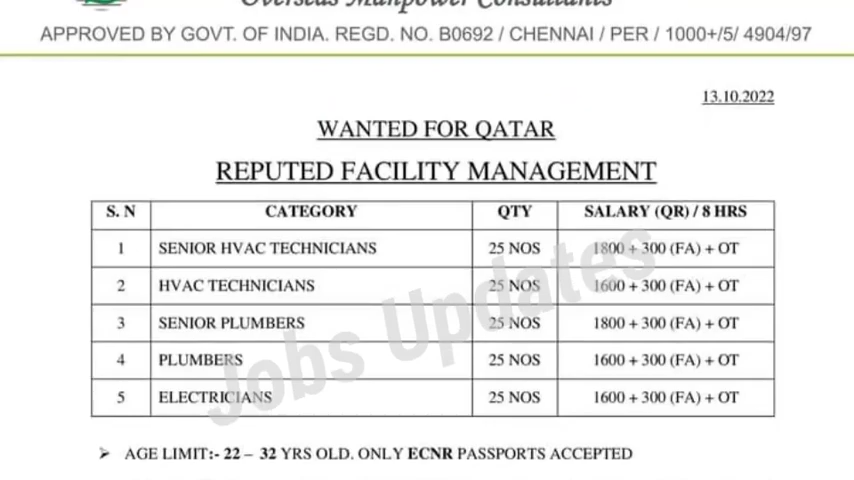 Overseas Manpower Consultants
APPROVED BY GOVT. OF INDIA. REGD. NO. B0692 / CHENNAI / PER / 1000+/5/ 4904/97
13.10.2022
WANTED FOR QATAR
REPUTED FACILITY MANAGEMENT
S. N CATEGORY QTY SALARY (QR) / 8 HRS
1 SENIOR HVAC TECHNICIANS 25 NOS 1800 + 300 (FA) + OT
2 HVAC TECHNICIANS 25 NOS 1600 + 300 (FA) + OT
3 SENIOR PLUMBERS 25 NOS 1800 + 300 (FA) + OT
4 PLUMBERS 25 NOS 1600 + 300 (FA) + OT
5 ELECTRICIANS 25 NOS 1600 + 300 (FA) + OT
Jobs Updates
➢ AGE LIMIT:- 22 – 32 YRS OLD. ONLY ECNR PASSPORTS ACCEPTED